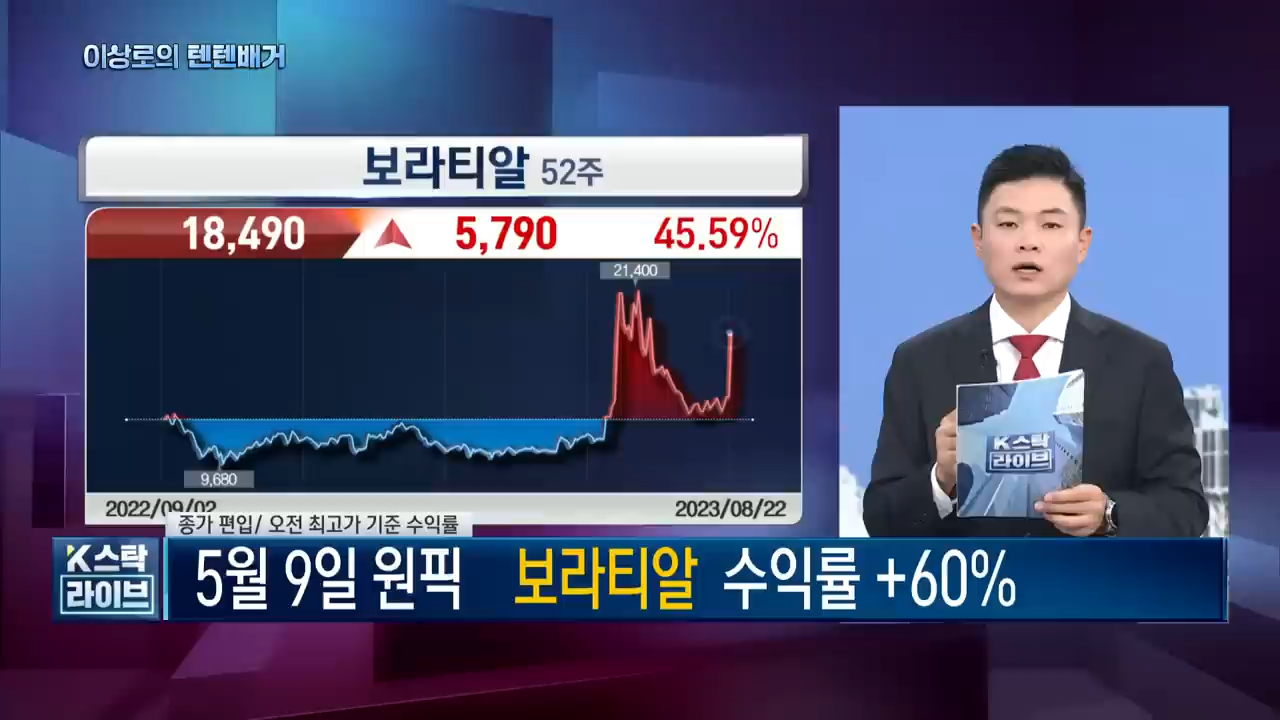 이상로의 텐텐배거
보라티알 52주
18,490 ▲ 5,790 45.59%
21,400
9,680
2022/09/02 2023/08/22
종가 편입/ 오전 최고가 기준 수익률
K스탁
라이브
5월 9일 원픽 보라티알 수익률 +60%
K스탁
라이브